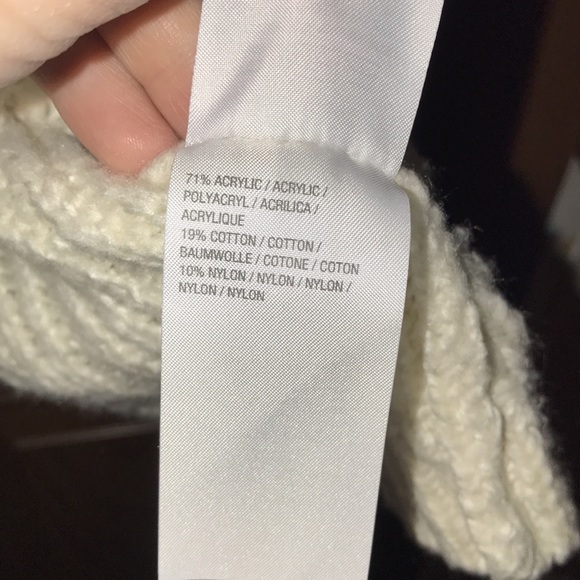 71% ACRYLIC / ACRYLIC /
POLYACRYL / ACRILICA /
ACRYLIQUE
19% COTTON / COTTON /
BAUMWOLLE / COTONE / COTON
10% NYLON / NYLON / NYLON /
NYLON / NYLON